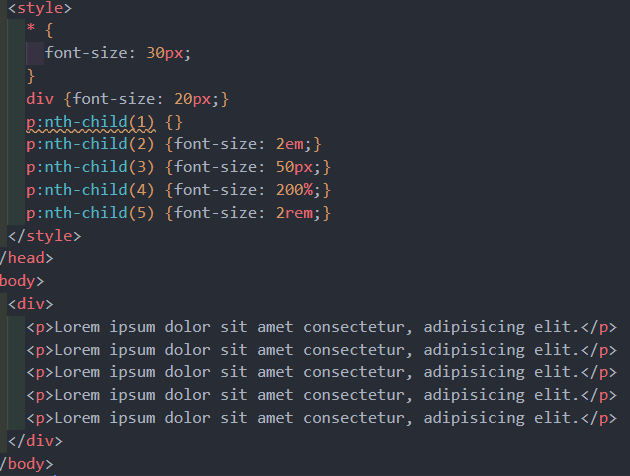 <style>
* {
font-size: 30px;
}
div {font-size: 20px;}
p:nth-child(1) {}
p:nth-child(2) {font-size: 2em;}
p:nth-child(3) {font-size: 50px;}
p:nth-child(4) {font-size: 200%;}
p:nth-child(5) {font-size: 2rem;}
</style>
/head>
body>
<div>
<p>Lorem ipsum dolor sit amet consectetur, adipisicing elit.</p>
<p>Lorem ipsum dolor sit amet consectetur, adipisicing elit.</p>
<p>Lorem ipsum dolor sit amet consectetur, adipisicing elit.</p>
<p>Lorem ipsum dolor sit amet consectetur, adipisicing elit.</p>
<p>Lorem ipsum dolor sit amet consectetur, adipisicing elit.</p>
</div>
/body>